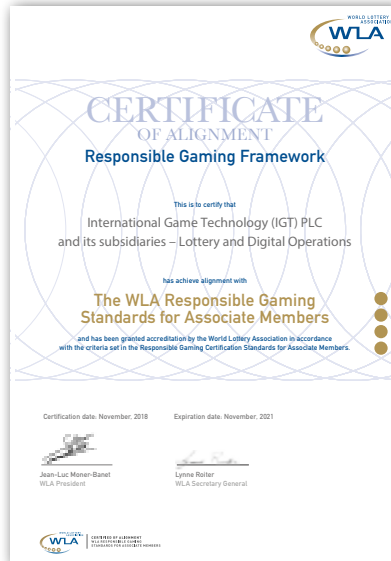 WORLD LOTTERY
ASSOCIATION
WLA
CERTIFICATE
OF ALIGNMENT
Responsible Gaming Framework
This is to certify that
International Game Technology (IGT) PLC
and its subsidiaries – Lottery and Digital Operations
has achieve alignment with
The WLA Responsible Gaming
Standards for Associate Members
and has been granted accreditation by the World Lottery Association in accordance
with the criteria set in the Responsible Gaming Certification Standards for Associate Members.
Certification date: November, 2018 Expiration date: November, 2021
Jean-Luc Moner-Banet Lynne Roiter
WLA President WLA Secretary General
WLA
CERTIFIED OF ALIGNMENT
WLA RESPONSIBLE GAMING
STANDARDS FOR ASSOCIATE MEMBERS